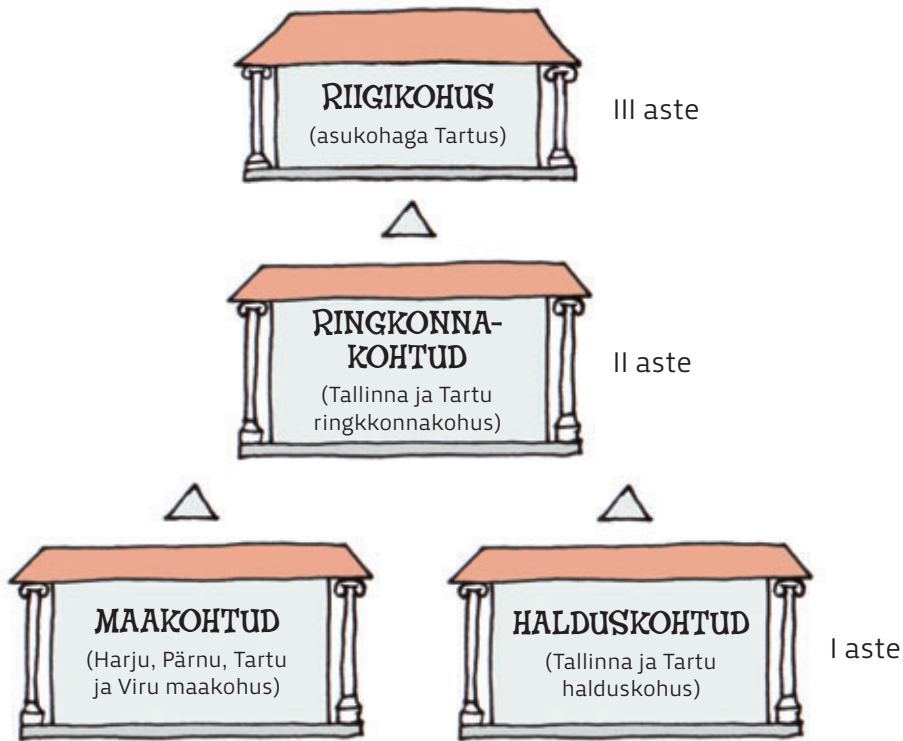 RIIGIKOHUS
(asukohaga Tartus)
III aste
RINGKONNA-
KOHTUD
(Tallinna ja Tartu
ringkkonnakohus)
II aste
MAAKOHTUD
(Harju, Pärnu, Tartu
ja Viru maakohus)
HALDUSKOHTUD
(Tallinna ja Tartu
halduskohus)
I aste